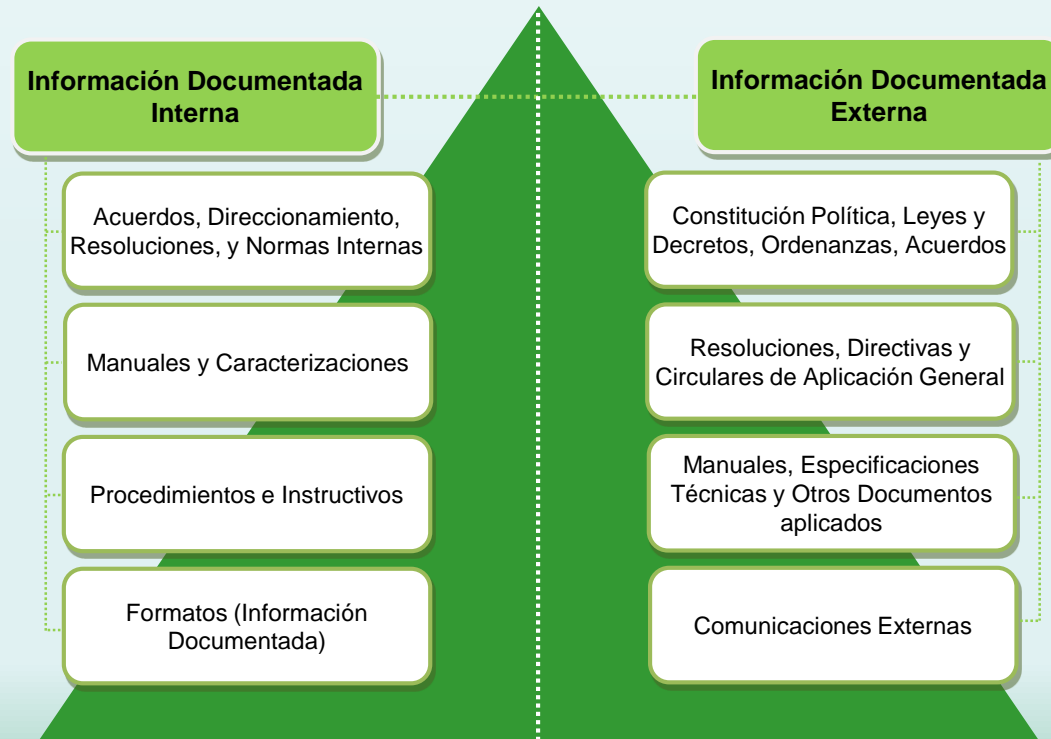 Información Documentada
Interna
Acuerdos, Direccionamiento,
Resoluciones, y Normas Internas
Manuales y Caracterizaciones
Procedimientos e Instructivos
Formatos (Información
Documentada)
Información Documentada
Externa
Constitución Política, Leyes y
Decretos, Ordenanzas, Acuerdos
Resoluciones, Directivas y
Circulares de Aplicación General
Manuales, Especificaciones
Técnicas y Otros Documentos
aplicados
Comunicaciones Externas